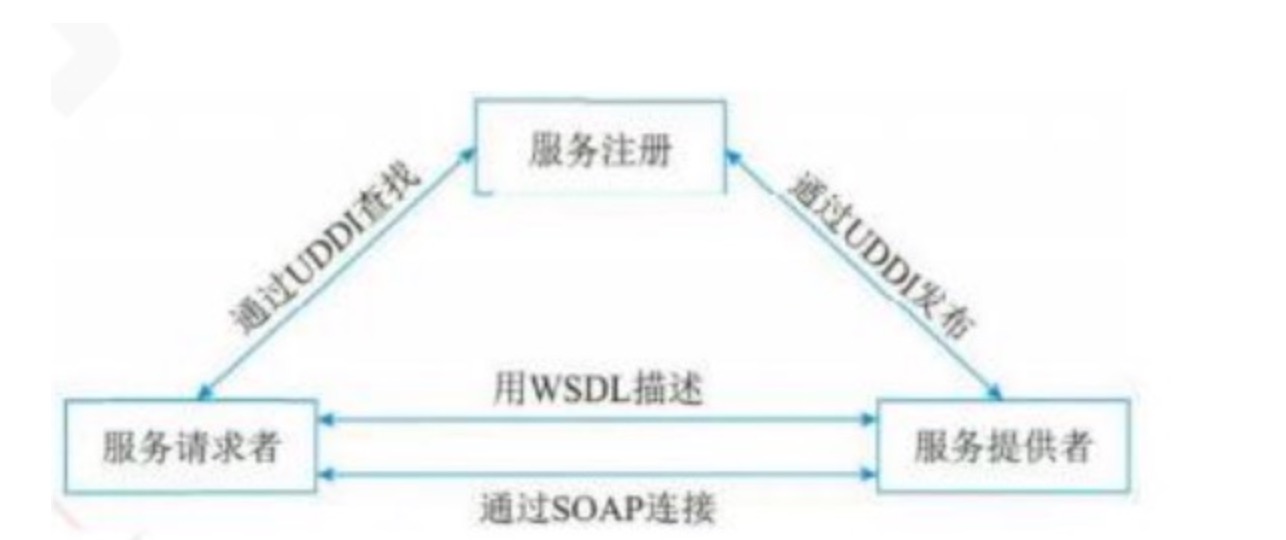 服务注册
通过UDDI查找
通过UDDI发布
用WSDL描述
服务请求者
服务提供者
通过SOAP连接